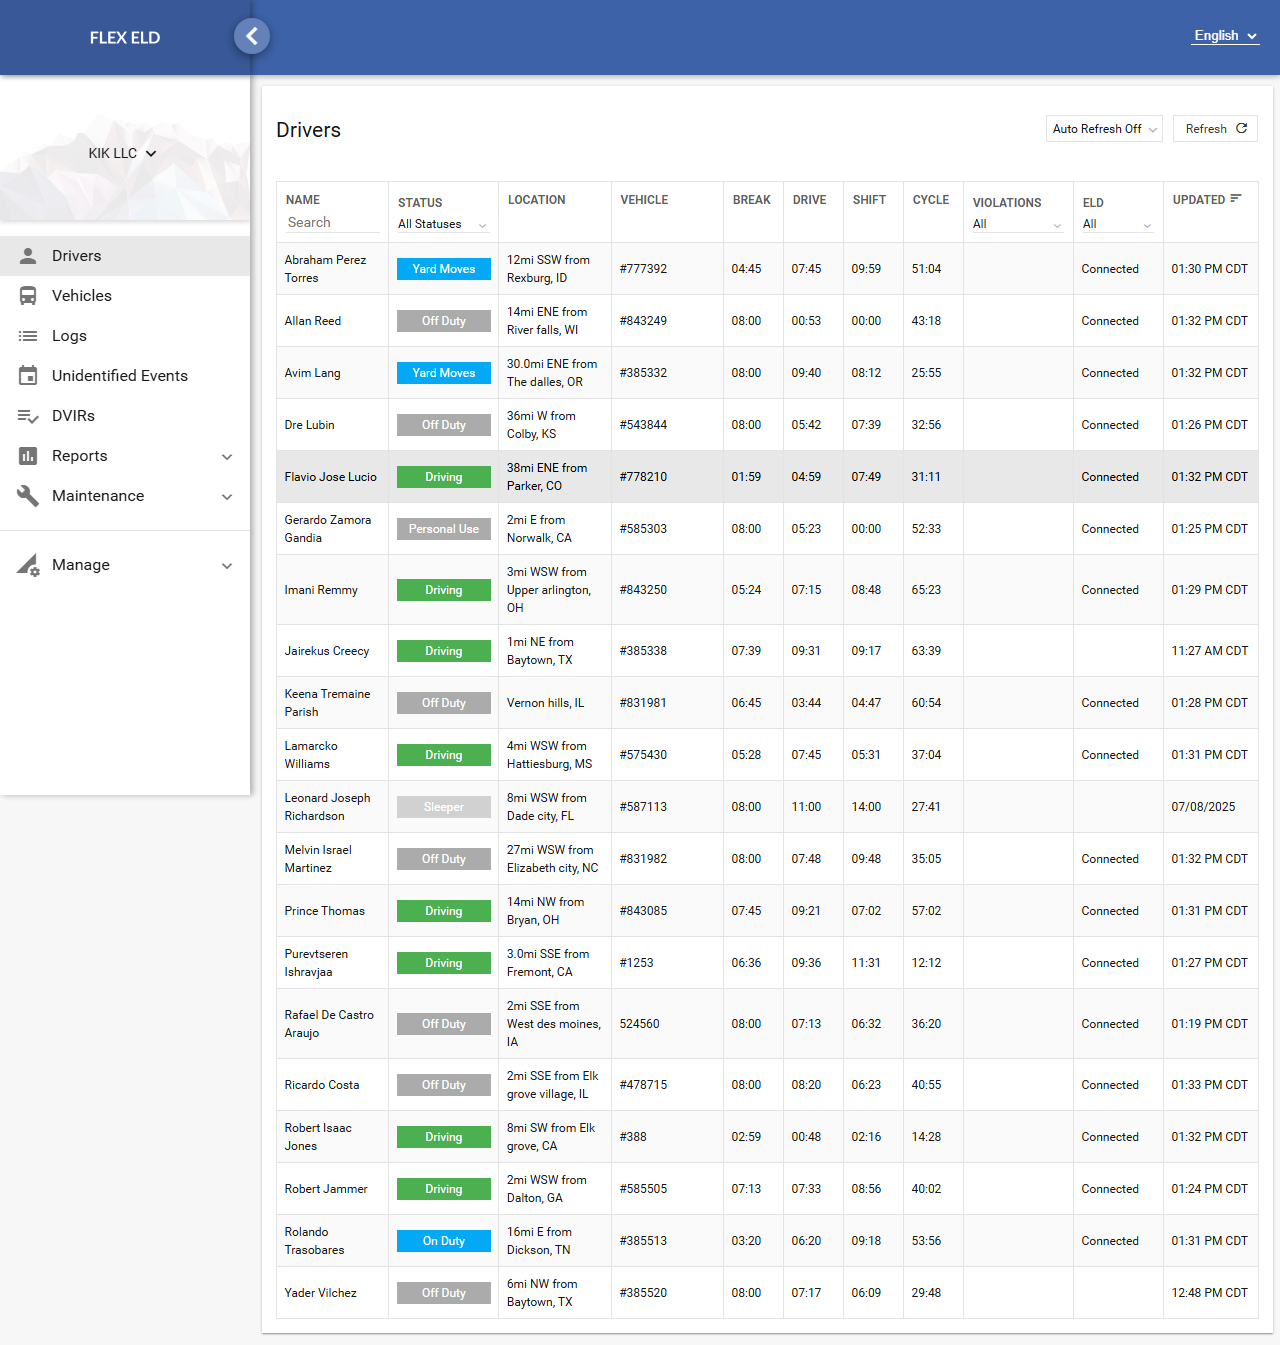 FLEX ELD
English
KIK LLC
Drivers
Vehicles
Logs
Unidentified Events
DVIRs
Reports
Maintenance
Manage
Drivers
Auto Refresh Off
Refresh
NAME STATUS LOCATION VEHICLE BREAK DRIVE SHIFT CYCLE VIOLATIONS ELD UPDATED
Search All Statuses All All
Abraham Perez Torres Yard Moves 12mi SSW from Rexburg, ID #777392 04:45 07:45 09:59 51:04 Connected 01:30 PM CDT
Allan Reed Off Duty 14mi ENE from River falls, WI #843249 08:00 00:53 00:00 43:18 Connected 01:32 PM CDT
Avim Lang Yard Moves 30.0mi ENE from The dalles, OR #385332 08:00 09:40 08:12 25:55 Connected 01:32 PM CDT
Dre Lubin Off Duty 36mi W from Colby, KS #543844 08:00 05:42 07:39 32:56 Connected 01:26 PM CDT
Flavio Jose Lucio Driving 38mi ENE from Parker, CO #778210 01:59 04:59 07:49 31:11 Connected 01:32 PM CDT
Gerardo Zamora Gandia Personal Use 2mi E from Norwalk, CA #585303 08:00 05:23 00:00 52:33 Connected 01:25 PM CDT
Imani Remmy Driving 3mi WSW from Upper arlington, OH #843250 05:24 07:15 08:48 65:23 Connected 01:29 PM CDT
Jairekus Creecy Driving 1mi NE from Baytown, TX #385338 07:39 09:31 09:17 63:39 11:27 AM CDT
Keena Tremaine Parish Off Duty Vernon hills, IL #831981 06:45 03:44 04:47 60:54 Connected 01:28 PM CDT
Lamarcko Williams Driving 4mi WSW from Hattiesburg, MS #575430 05:28 07:45 05:31 37:04 Connected 01:31 PM CDT
Leonard Joseph Richardson Sleeper 8mi WSW from Dade city, FL #587113 08:00 11:00 14:00 27:41 07/08/2025
Melvin Israel Martinez Off Duty 27mi WSW from Elizabeth city, NC #831982 08:00 07:48 09:48 35:05 Connected 01:32 PM CDT
Prince Thomas Driving 14mi NW from Bryan, OH #843085 07:45 09:21 07:02 57:02 Connected 01:31 PM CDT
Purevtseren Ishravjaa Driving 3.0mi SSE from Fremont, CA #1253 06:36 09:36 11:31 12:12 Connected 01:27 PM CDT
Rafael De Castro Araujo Off Duty 2mi SSE from West des moines, IA 524560 08:00 07:13 06:32 36:20 Connected 01:19 PM CDT
Ricardo Costa Off Duty 2mi SSE from Elk grove village, IL #478715 08:00 08:20 06:23 40:55 Connected 01:33 PM CDT
Robert Isaac Jones Driving 8mi SW from Elk grove, CA #388 02:59 00:48 02:16 14:28 Connected 01:32 PM CDT
Robert Jammer Driving 2mi WSW from Dalton, GA #585505 07:13 07:33 08:56 40:02 Connected 01:24 PM CDT
Rolando Trasobares On Duty 16mi E from Dickson, TN #385513 03:20 06:20 09:18 53:56 Connected 01:31 PM CDT
Yader Vilchez Off Duty 6mi NW from Baytown, TX #385520 08:00 07:17 06:09 29:48 12:48 PM CDT